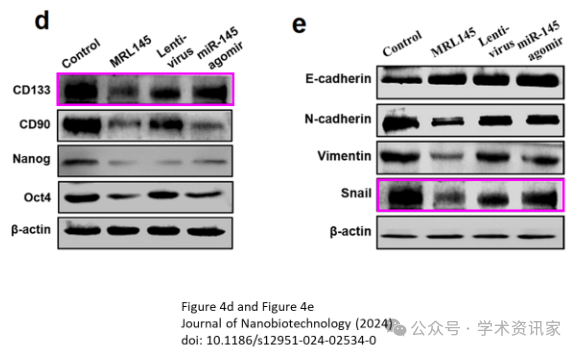 d
Control
MRL145
Lenti-
virus
miR-145
agomir
CD133
CD90
Nanog
Oct4
β-actin
e
Control
MRL145
Lenti-
virus
miR-145
agomir
E-cadherin
N-cadherin
Vimentin
Snail
β-actin
Figure 4d and Figure 4e
Journal of Nanobiotechnology (2024)
doi: 10.1186/s12951-024-02534-0
公众号 · 学术资讯家